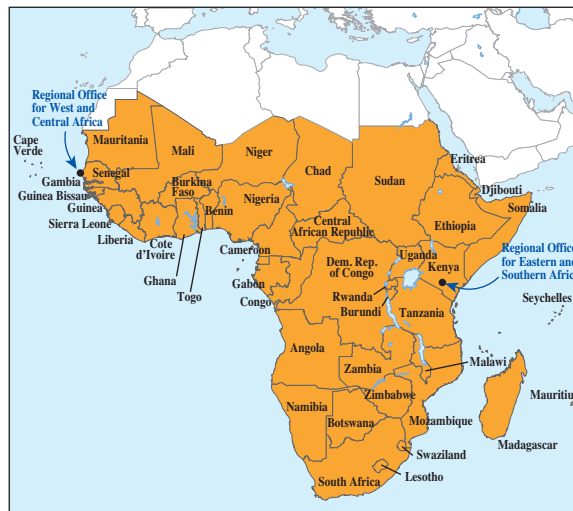 Regional Office
for West and
Central Africa
Cape
Verde
Mauritania
Mali
Niger
Chad
Sudan
Eritrea
Djibouti
Somalia
Ethiopia
Senegal
Gambia
Guinea Bissau
Guinea
Sierra Leone
Liberia
Cote
d'Ivoire
Ghana
Togo
Burkina
Faso
Benin
Nigeria
Cameroon
Central
African Republic
Gabon
Congo
Dem. Rep.
of Congo
Uganda
Kenya
Rwanda
Burundi
Tanzania
Regional Office
for Eastern and
Southern Afric
Seychelles
Angola
Zambia
Malawi
Zimbabwe
Mozambique
Namibia
Botswana
Swaziland
Lesotho
South Africa
Madagascar
Mauritiu